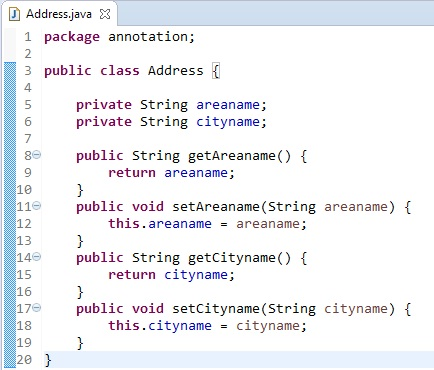 Address.java
1 package annotation;
2
3 public class Address {
4
5     private String areaname;
6     private String cityname;
7
8     public String getAreaname() {
9         return areaname;
10     }
11     public void setAreaname(String areaname) {
12         this.areaname = areaname;
13     }
14     public String getCityname() {
15         return cityname;
16     }
17     public void setCityname(String cityname) {
18         this.cityname = cityname;
19     }
20 }